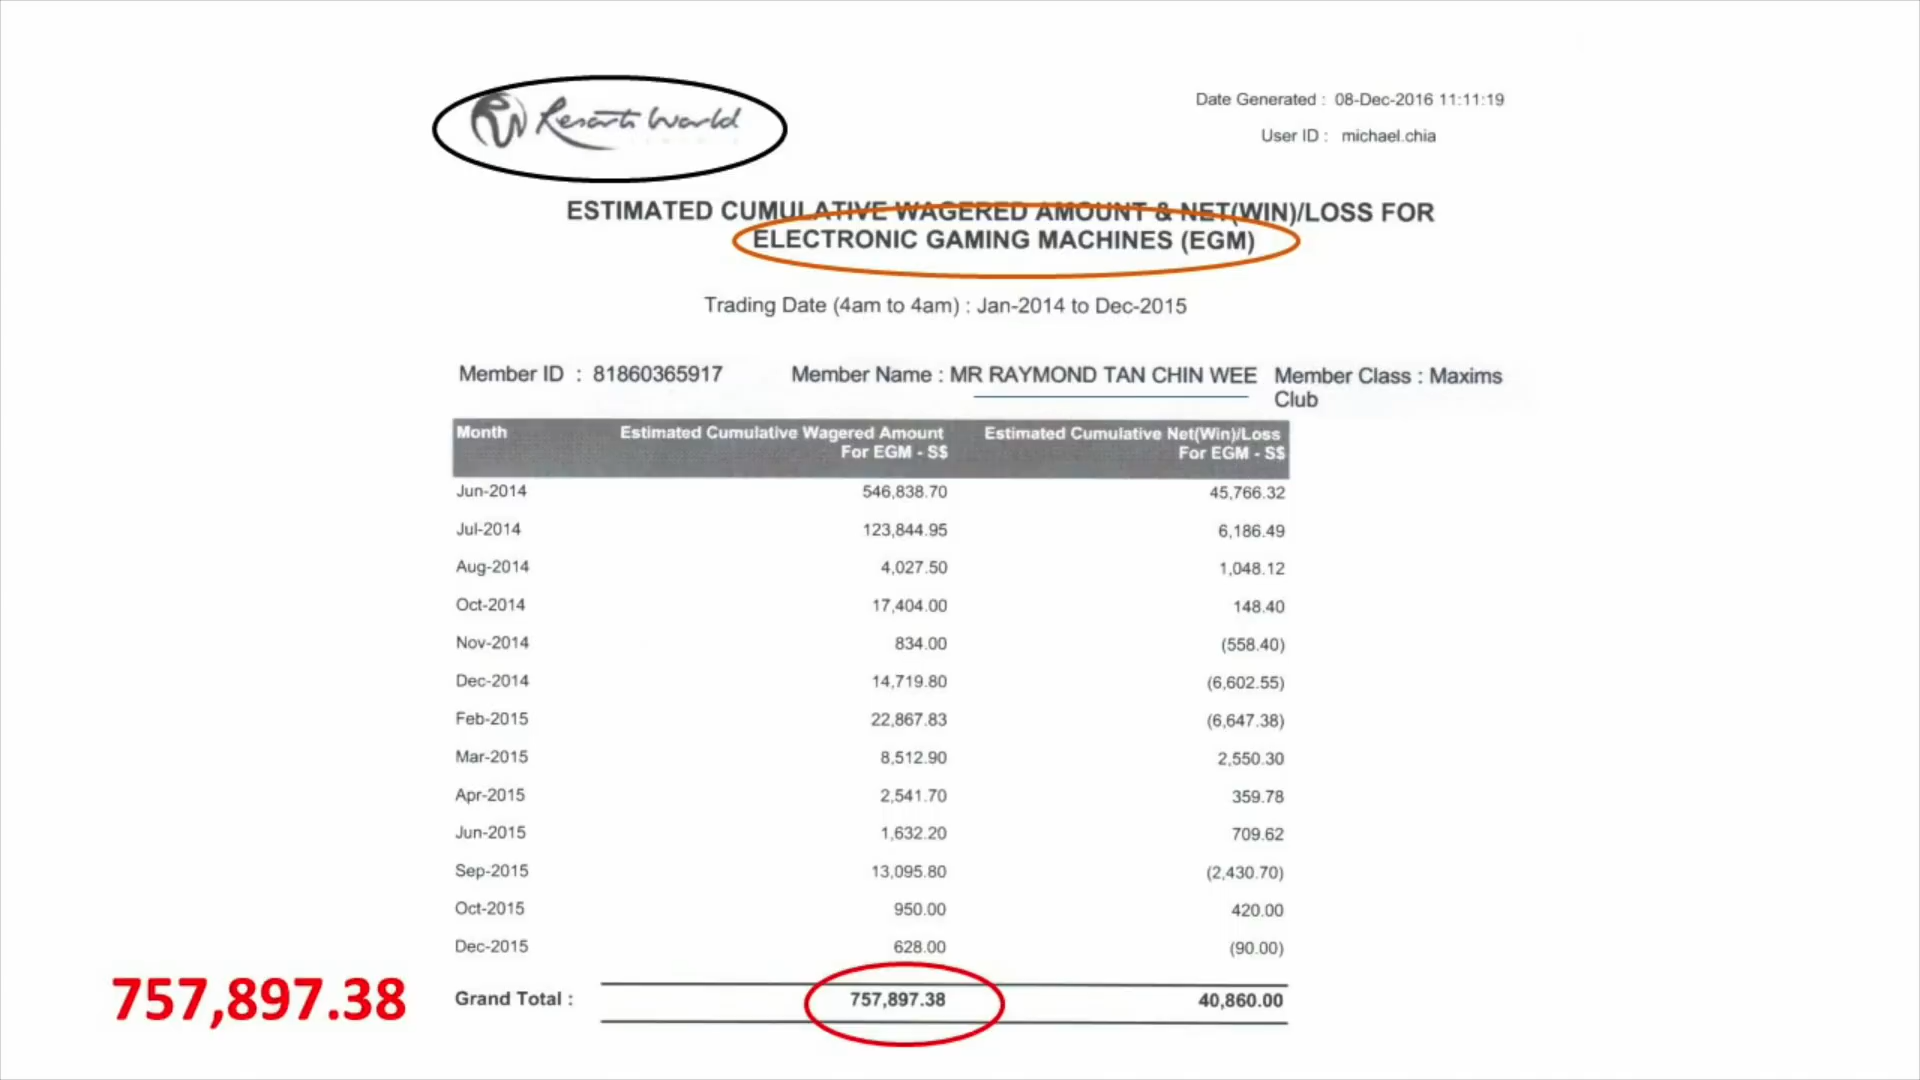 Resorts World
Date Generated : 08-Dec-2016 11:11:19
User ID : michael.chia
ESTIMATED CUMULATIVE WAGERED AMOUNT & NET(WIN)/LOSS FOR
ELECTRONIC GAMING MACHINES (EGM)
Trading Date (4am to 4am) : Jan-2014 to Dec-2015
Member ID : 81860365917 Member Name : MR RAYMOND TAN CHIN WEE Member Class : Maxims
Club
Month Estimated Cumulative Wagered Amount Estimated Cumulative Net(Win)/Loss
For EGM - S$ For EGM - S$
Jun-2014 546,838.70 45,766.32
Jul-2014 123,844.95 6,186.49
Aug-2014 4,027.50 1,048.12
Oct-2014 17,404.00 148.40
Nov-2014 834.00 (558.40)
Dec-2014 14,719.80 (6,602.55)
Feb-2015 22,867.83 (6,647.38)
Mar-2015 8,512.90 2,550.30
Apr-2015 2,541.70 359.78
Jun-2015 1,632.20 709.62
Sep-2015 13,095.80 (2,430.70)
Oct-2015 950.00 420.00
Dec-2015 628.00 (90.00)
Grand Total : 757,897.38 40,860.00
757,897.38